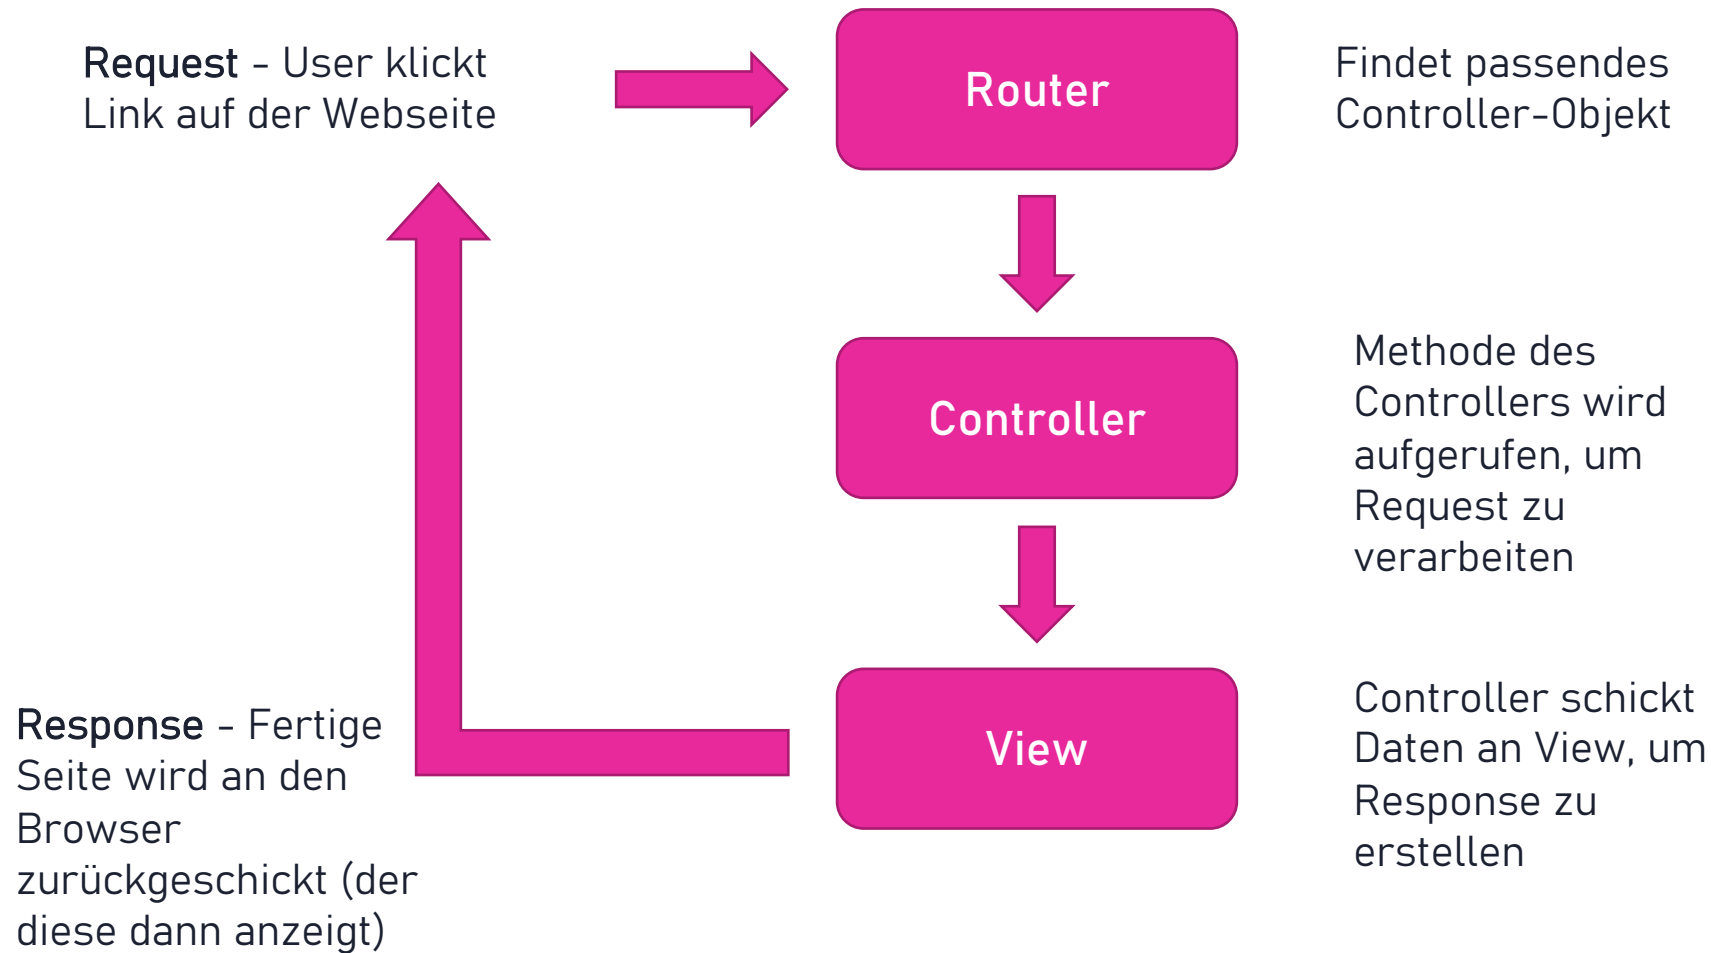 Request - User klickt
Link auf der Webseite
Router
Findet passendes
Controller-Objekt
Controller
Methode des
Controllers wird
aufgerufen, um
Request zu
verarbeiten
View
Controller schickt
Daten an View, um
Response zu
erstellen
Response - Fertige
Seite wird an den
Browser
zurückgeschickt (der
diese dann anzeigt)